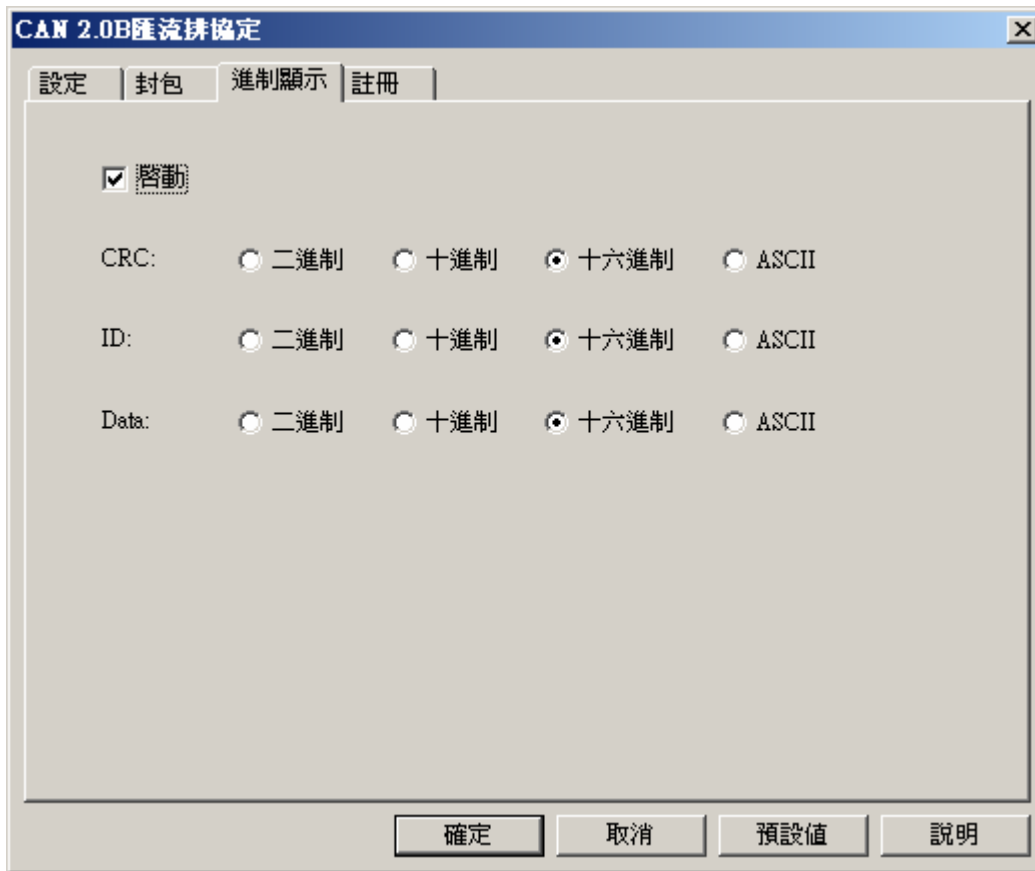 CAN 2.0B匯流排協定
設定 封包 進制顯示 註冊
啟動
CRC: 二進制 十進制 十六進制 ASCII
ID: 二進制 十進制 十六進制 ASCII
Data: 二進制 十進制 十六進制 ASCII
確定 取消 預設值 說明